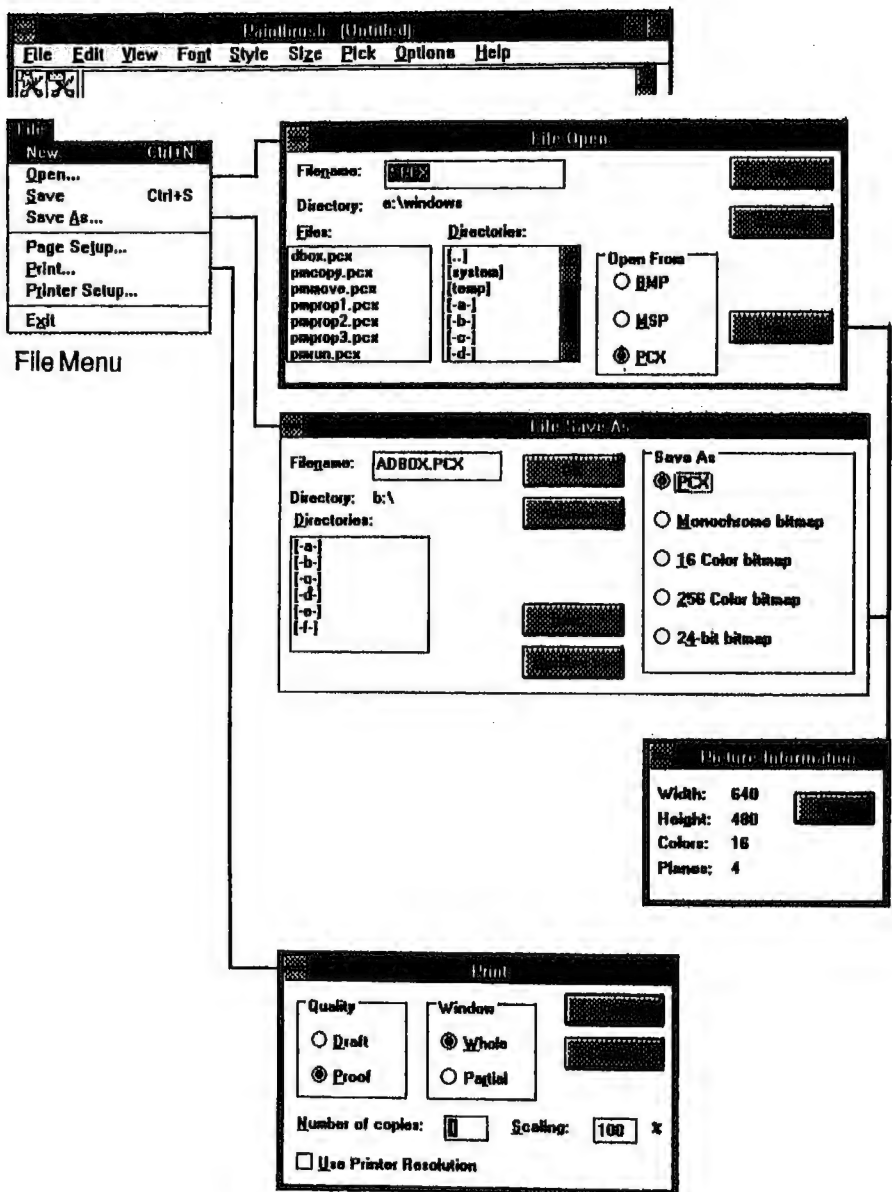 Paintbrush - (Untitled)
File Edit View Font Style Size Pick Options Help
File
New Ctrl+N
Open...
Save Ctrl+S
Save As...
Page Setup...
Print...
Printer Setup...
Exit
File Menu
File Open
Filename:
Directory: e:\windows
Files:
dbox.pcx
pmcopy.pcx
pmmove.pcx
pmprop1.pcx
pmprop2.pcx
pmprop3.pcx
pmrun.pcx
Directories:
[..]
[system]
[temp]
[-a-]
[-b-]
[-c-]
[-d-]
Open From
BMP
MSP
PCX
File Save As
Filename: ADBOX.PCX
Directory: b:\
Directories:
[-a-]
[-b-]
[-c-]
[-d-]
[-e-]
[-f-]
Save As
PCX
Monochrome bitmap
16 Color bitmap
256 Color bitmap
24-bit bitmap
Picture Information
Width: 640
Height: 480
Colors: 16
Planes: 4
Print
Quality
Draft
Proof
Window
Whole
Partial
Number of copies: Scaling: 100 %
Use Printer Resolution